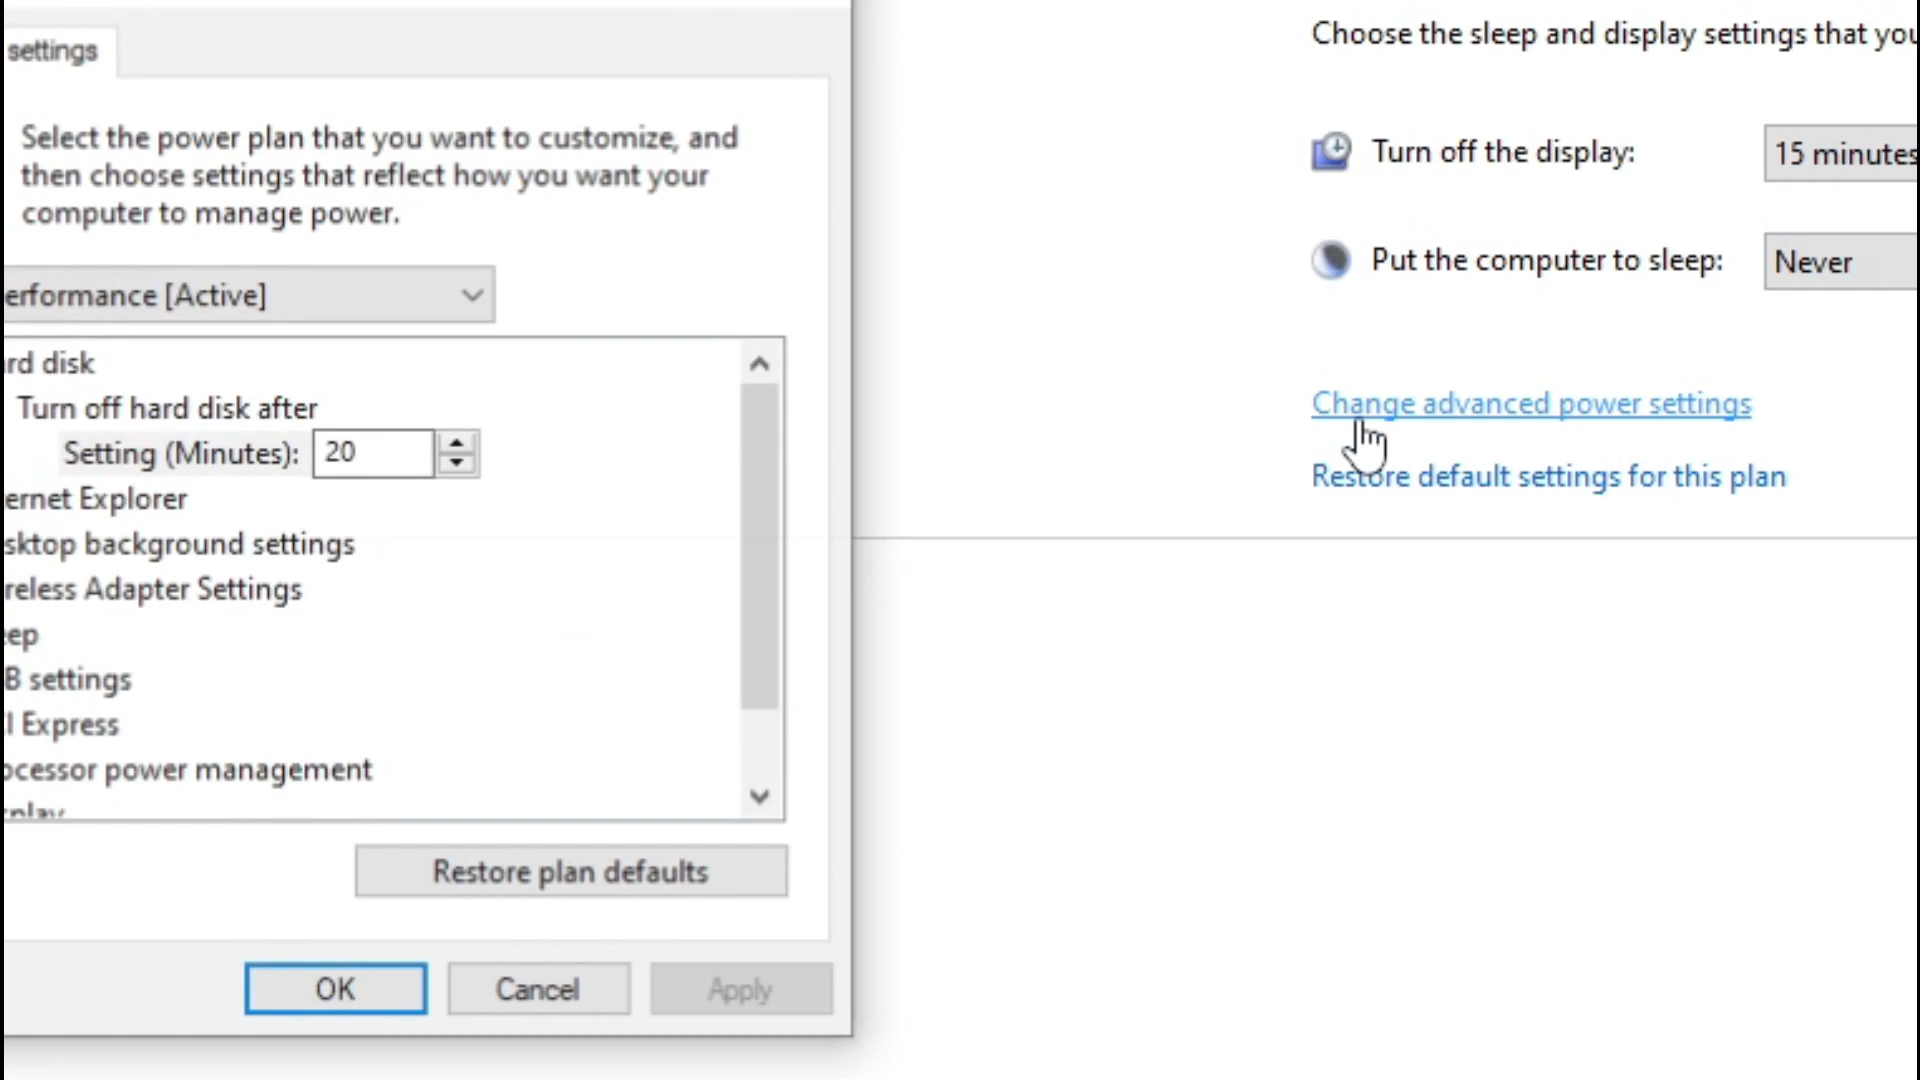 settings
Select the power plan that you want to customize, and
then choose settings that reflect how you want your
computer to manage power.
erformance [Active]
rd disk
Turn off hard disk after
Setting (Minutes): 20
ernet Explorer
sktop background settings
reless Adapter Settings
eep
B settings
I Express
ocessor power management
Restore plan defaults
OK Cancel Apply
Choose the sleep and display settings that you
Turn off the display: 15 minutes
Put the computer to sleep: Never
Change advanced power settings
Restore default settings for this plan